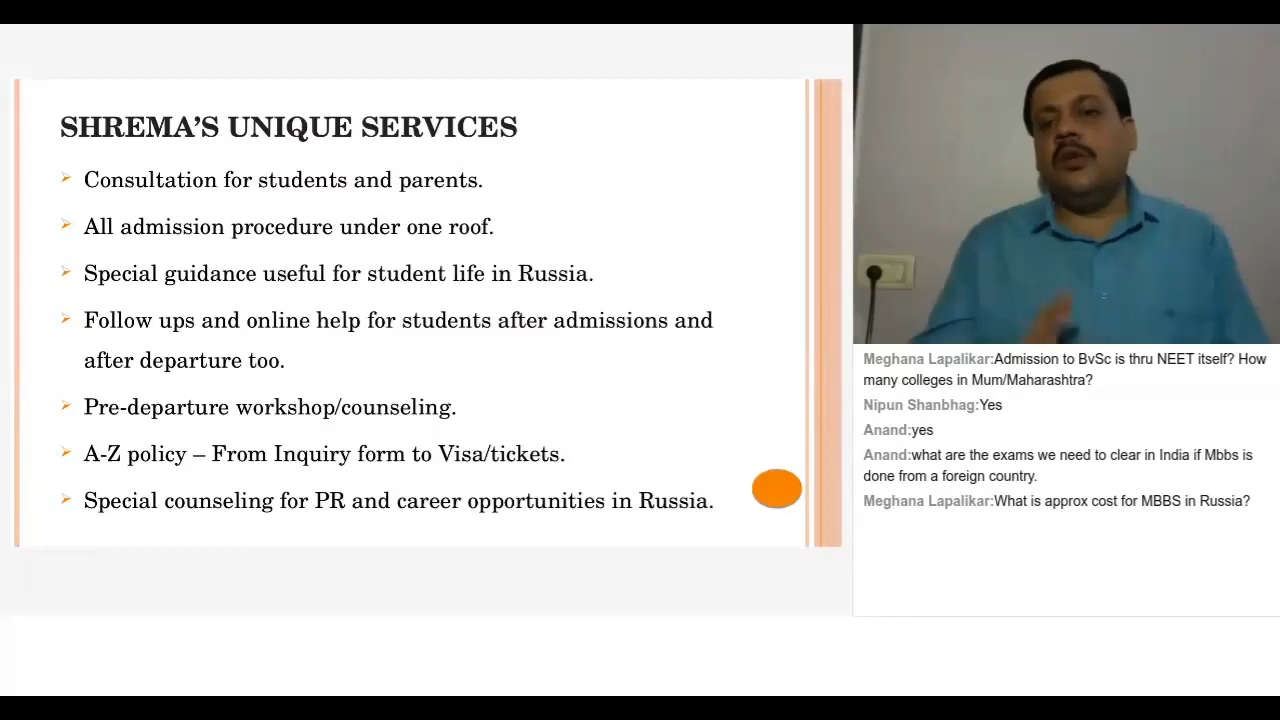 SHREMA’S UNIQUE SERVICES
Consultation for students and parents.
All admission procedure under one roof.
Special guidance useful for student life in Russia.
Follow ups and online help for students after admissions and
after departure too.
Pre-departure workshop/counseling.
A-Z policy – From Inquiry form to Visa/tickets.
Special counseling for PR and career opportunities in Russia.
Meghana Lapalikar:Admission to BvSc is thru NEET itself? How
many colleges in Mum/Maharashtra?
Nipun Shanbhag:Yes
Anand:yes
Anand:what are the exams we need to clear in India if Mbbs is
done from a foreign country.
Meghana Lapalikar:What is approx cost for MBBS in Russia?